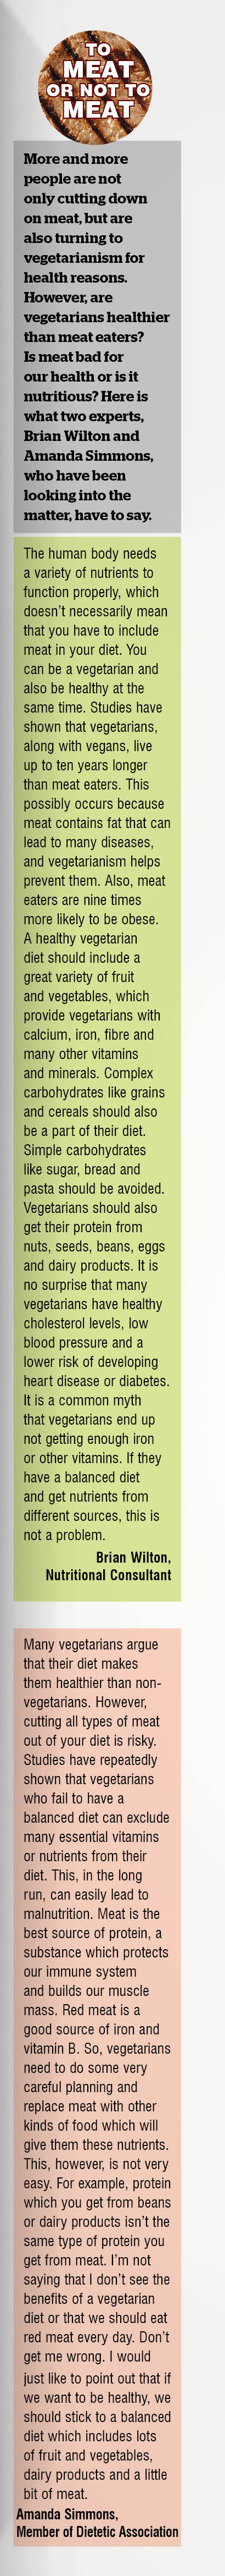 TO
MEAT
OR NOT TO
MEAT
More and more
people are not
only cutting down
on meat, but are
also turning to
vegetarianism for
health reasons.
However, are
vegetarians healthier
than meat eaters?
Is meat bad for
our health or is it
nutritious? Here is
what two experts,
Brian Wilton and
Amanda Simmons,
who have been
looking into the
matter, have to say.
The human body needs
a variety of nutrients to
function properly, which
doesn't necessarily mean
that you have to include
meat in your diet. You
can be a vegetarian and
also be healthy at the
same time. Studies have
shown that vegetarians,
along with vegans, live
up to ten years longer
than meat eaters. This
possibly occurs because
meat contains fat that can
lead to many diseases,
and vegetarianism helps
prevent them. Also, meat
eaters are nine times
more likely to be obese.
A healthy vegetarian
diet should include a
great variety of fruit
and vegetables, which
provide vegetarians with
calcium, iron, fibre and
many other vitamins
and minerals. Complex
carbohydrates like grains
and cereals should also
be a part of their diet.
Simple carbohydrates
like sugar, bread and
pasta should be avoided.
Vegetarians should also
get their protein from
nuts, seeds, beans, eggs
and dairy products. It is
no surprise that many
vegetarians have healthy
cholesterol levels, low
blood pressure and a
lower risk of developing
heart disease or diabetes.
It is a common myth
that vegetarians end up
not getting enough iron
or other vitamins. If they
have a balanced diet
and get nutrients from
different sources, this is
not a problem.
Brian Wilton,
Nutritional Consultant
Many vegetarians argue
that their diet makes
them healthier than non-
vegetarians. However,
cutting all types of meat
out of your diet is risky.
Studies have repeatedly
shown that vegetarians
who fail to have a
balanced diet can exclude
many essential vitamins
or nutrients from their
diet. This, in the long
run, can easily lead to
malnutrition. Meat is the
best source of protein, a
substance which protects
our immune system
and builds our muscle
mass. Red meat is a
good source of iron and
vitamin B. So, vegetarians
need to do some very
careful planning and
replace meat with other
kinds of food which will
give them these nutrients.
This, however, is not very
easy. For example, protein
which you get from beans
or dairy products isn't the
same type of protein you
get from meat. I'm not
saying that I don't see the
benefits of a vegetarian
diet or that we should eat
red meat every day. Don't
get me wrong. I would
just like to point out that if
we want to be healthy, we
should stick to a balanced
diet which includes lots
of fruit and vegetables,
dairy products and a little
bit of meat.
Amanda Simmons,
Member of Dietetic Association